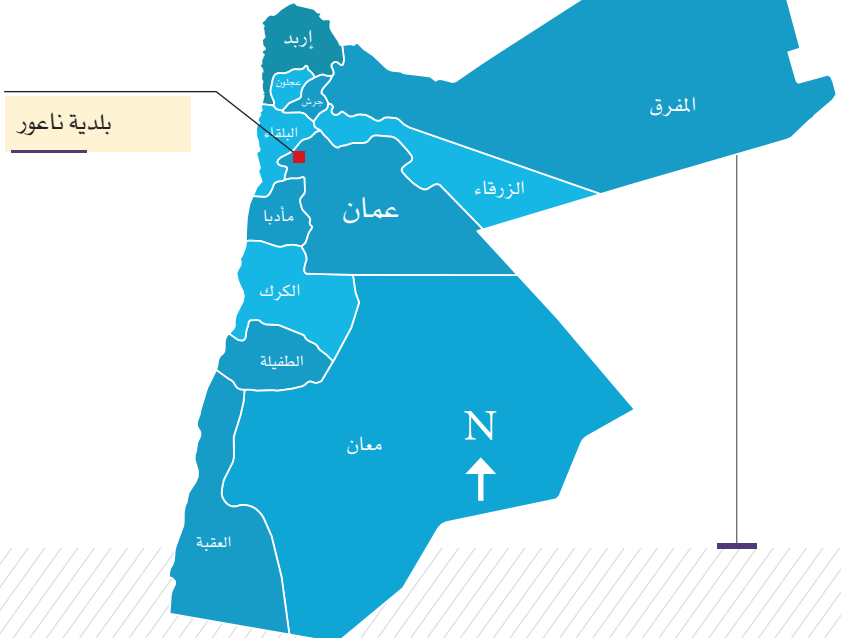 إربد
عجلون
جرش
المفرق
بلدية ناعور
البلقاء
الزرقاء
عمان
مأدبا
الكرك
الطفيلة
N
معان
العقبة